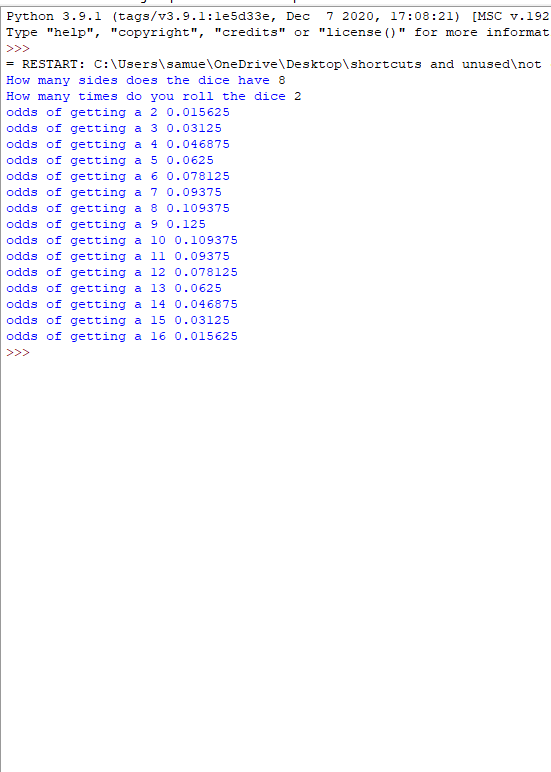 Python 3.9.1 (tags/v3.9.1:1e5d33e, Dec  7 2020, 17:08:21) [MSC v.192
Type "help", "copyright", "credits" or "license()" for more informat
>>>
= RESTART: C:\Users\samue\OneDrive\Desktop\shortcuts and unused\not
How many sides does the dice have 8
How many times do you roll the dice 2
odds of getting a 2 0.015625
odds of getting a 3 0.03125
odds of getting a 4 0.046875
odds of getting a 5 0.0625
odds of getting a 6 0.078125
odds of getting a 7 0.09375
odds of getting a 8 0.109375
odds of getting a 9 0.125
odds of getting a 10 0.109375
odds of getting a 11 0.09375
odds of getting a 12 0.078125
odds of getting a 13 0.0625
odds of getting a 14 0.046875
odds of getting a 15 0.03125
odds of getting a 16 0.015625
>>>